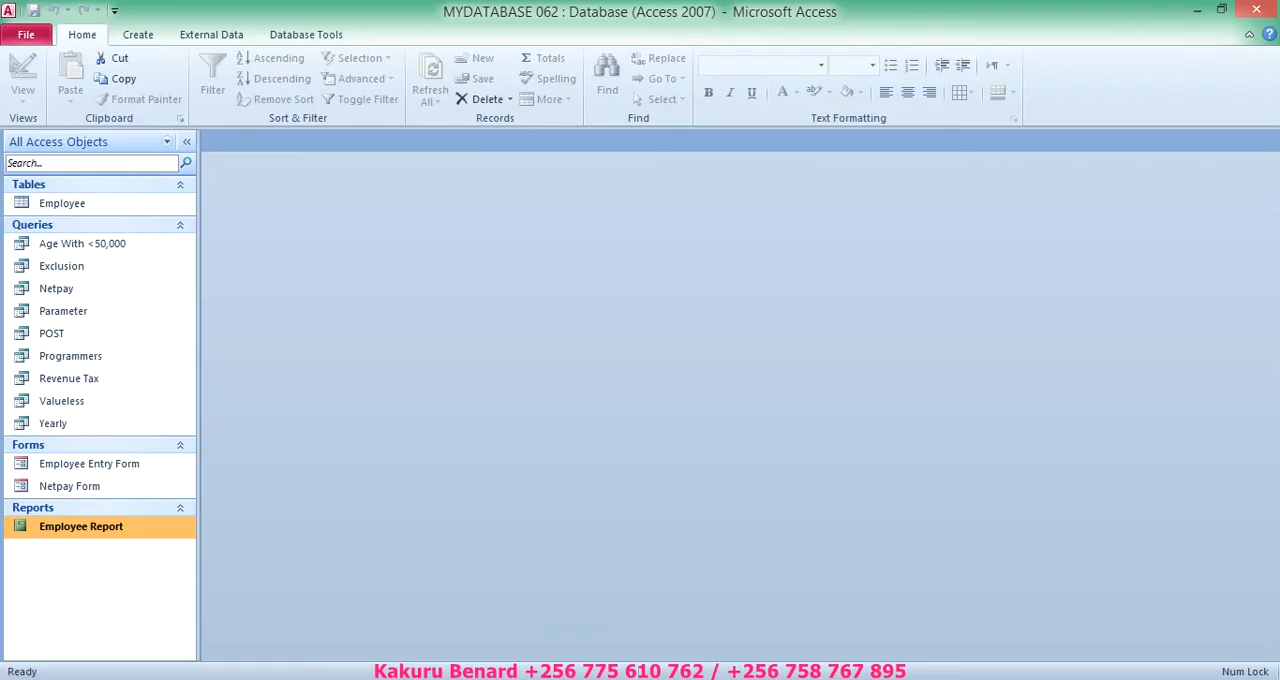 MYDATABASE 062 : Database (Access 2007) - Microsoft Access
File Home Create External Data Database Tools
View
Views
Paste
Cut
Copy
Format Painter
Clipboard
Filter
Ascending
Descending
Remove Sort
Selection
Advanced
Toggle Filter
Sort & Filter
Refresh
All
New
Save
Delete
Totals
Spelling
More
Records
Find
Replace
Go To
Select
Find
B I U A
Text Formatting
All Access Objects
Search...
Tables
Employee
Queries
Age With <50,000
Exclusion
Netpay
Parameter
POST
Programmers
Revenue Tax
Valueless
Yearly
Forms
Employee Entry Form
Netpay Form
Reports
Employee Report
Ready
Kakuru Benard +256 775 610 762 / +256 758 767 895
Num Lock